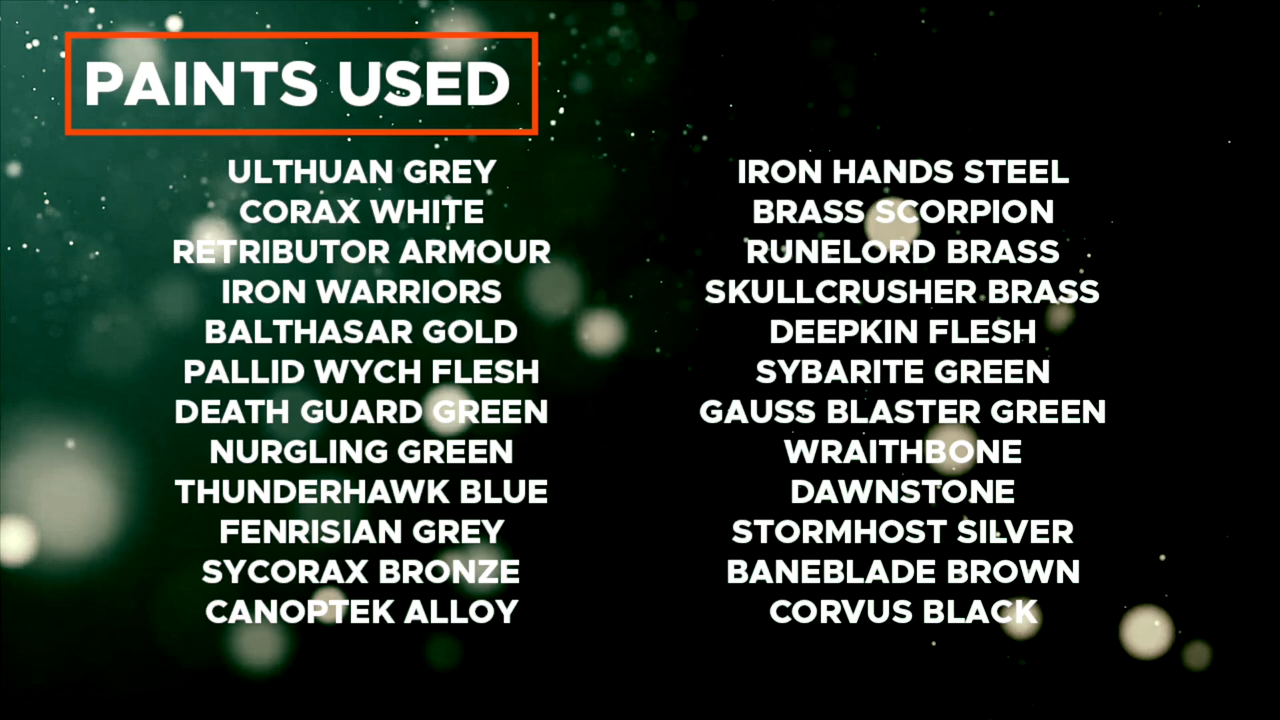 PAINTS USED
ULTHUAN GREY
CORAX WHITE
RETRIBUTOR ARMOUR
IRON WARRIORS
BALTHASAR GOLD
PALLID WYCH FLESH
DEATH GUARD GREEN
NURGLING GREEN
THUNDERHAWK BLUE
FENRISIAN GREY
SYCORAX BRONZE
CANOPTEK ALLOY
IRON HANDS STEEL
BRASS SCORPION
RUNELORD BRASS
SKULLCRUSHER BRASS
DEEPKIN FLESH
SYBARITE GREEN
GAUSS BLASTER GREEN
WRAITHBONE
DAWNSTONE
STORMHOST SILVER
BANEBLADE BROWN
CORVUS BLACK